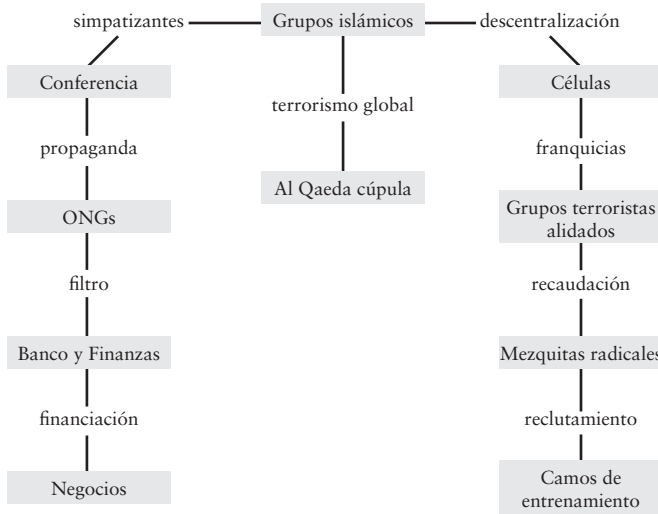 simpatizantes
Grupos islámicos
descentralización
Conferencia
Células
terrorismo global
propaganda
franquicias
Al Qaeda cúpula
ONGs
Grupos terroristas
alidados
filtro
recaudación
Banco y Finanzas
Mezquitas radicales
financiación
reclutamiento
Negocios
Camos de
entrenamiento